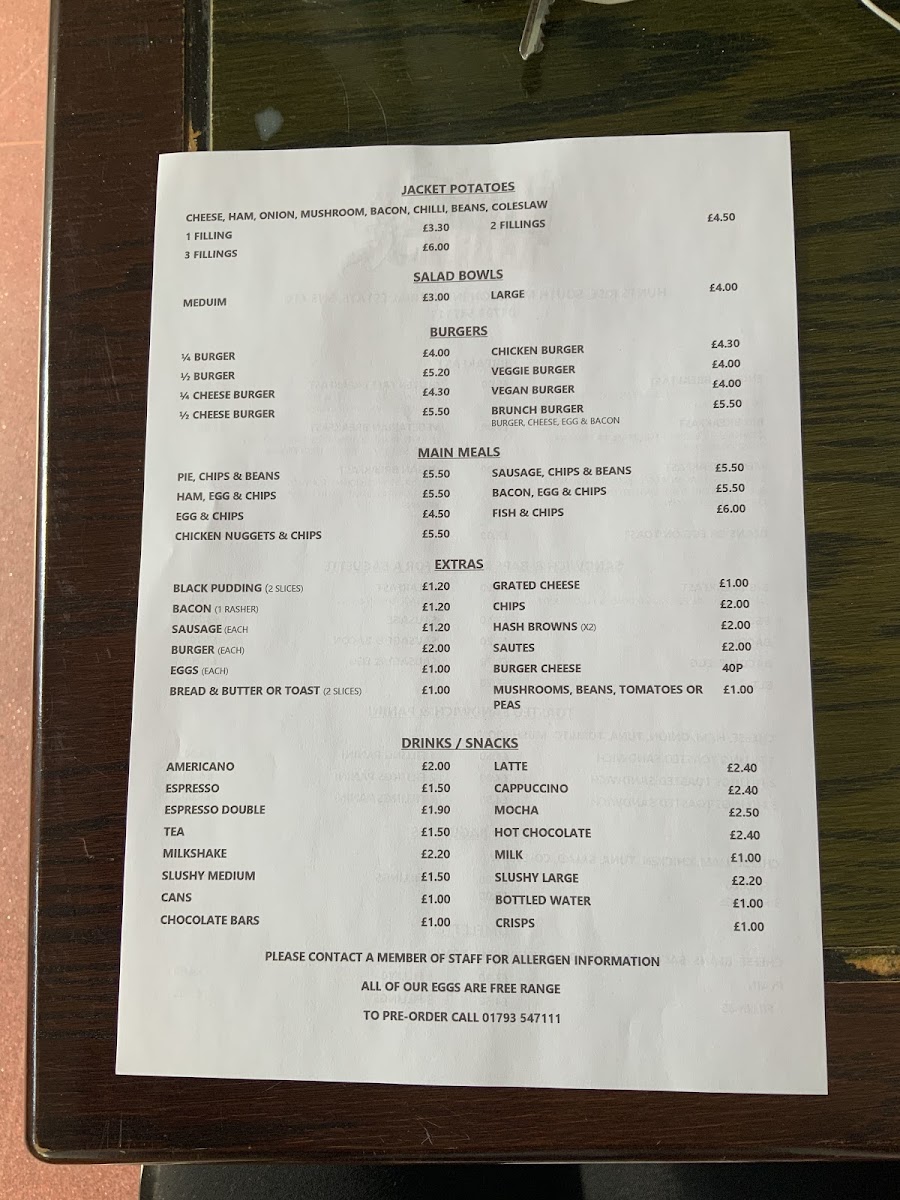 JACKET POTATOES
CHEESE, HAM, ONION, MUSHROOM, BACON, CHILLI, BEANS, COLESLAW
1 FILLING £3.30 2 FILLINGS £4.50
3 FILLINGS £6.00
SALAD BOWLS
MEDUIM £3.00 LARGE £4.00
BURGERS
¼ BURGER £4.00 CHICKEN BURGER £4.30
½ BURGER £5.20 VEGGIE BURGER £4.00
¼ CHEESE BURGER £4.30 VEGAN BURGER £4.00
½ CHEESE BURGER £5.50 BRUNCH BURGER £5.50
BURGER, CHEESE, EGG & BACON
MAIN MEALS
PIE, CHIPS & BEANS £5.50 SAUSAGE, CHIPS & BEANS £5.50
HAM, EGG & CHIPS £5.50 BACON, EGG & CHIPS £5.50
EGG & CHIPS £4.50 FISH & CHIPS £6.00
CHICKEN NUGGETS & CHIPS £5.50
EXTRAS
BLACK PUDDING (2 SLICES) £1.20 GRATED CHEESE £1.00
BACON (1 RASHER) £1.20 CHIPS £2.00
SAUSAGE (EACH £1.20 HASH BROWNS (X2) £2.00
BURGER (EACH) £2.00 SAUTES £2.00
EGGS (EACH) £1.00 BURGER CHEESE 40P
BREAD & BUTTER OR TOAST (2 SLICES) £1.00 MUSHROOMS, BEANS, TOMATOES OR £1.00
PEAS
DRINKS / SNACKS
AMERICANO £2.00 LATTE £2.40
ESPRESSO £1.50 CAPPUCCINO £2.40
ESPRESSO DOUBLE £1.90 MOCHA £2.50
TEA £1.50 HOT CHOCOLATE £2.40
MILKSHAKE £2.20 MILK £1.00
SLUSHY MEDIUM £1.50 SLUSHY LARGE £2.20
CANS £1.00 BOTTLED WATER £1.00
CHOCOLATE BARS £1.00 CRISPS £1.00
PLEASE CONTACT A MEMBER OF STAFF FOR ALLERGEN INFORMATION
ALL OF OUR EGGS ARE FREE RANGE
TO PRE-ORDER CALL 01793 547111